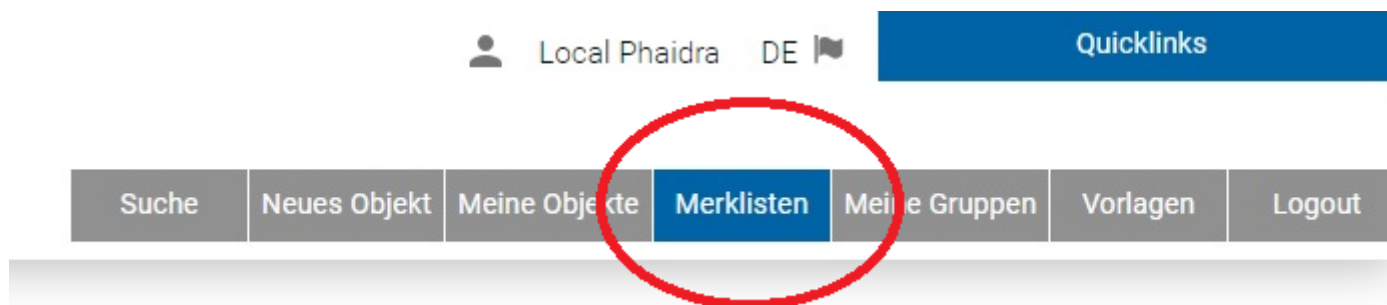 Local Phaidra DE Quicklinks
Suche Neues Objekt Meine Objekte Merklisten Meine Gruppen Vorlagen Logout